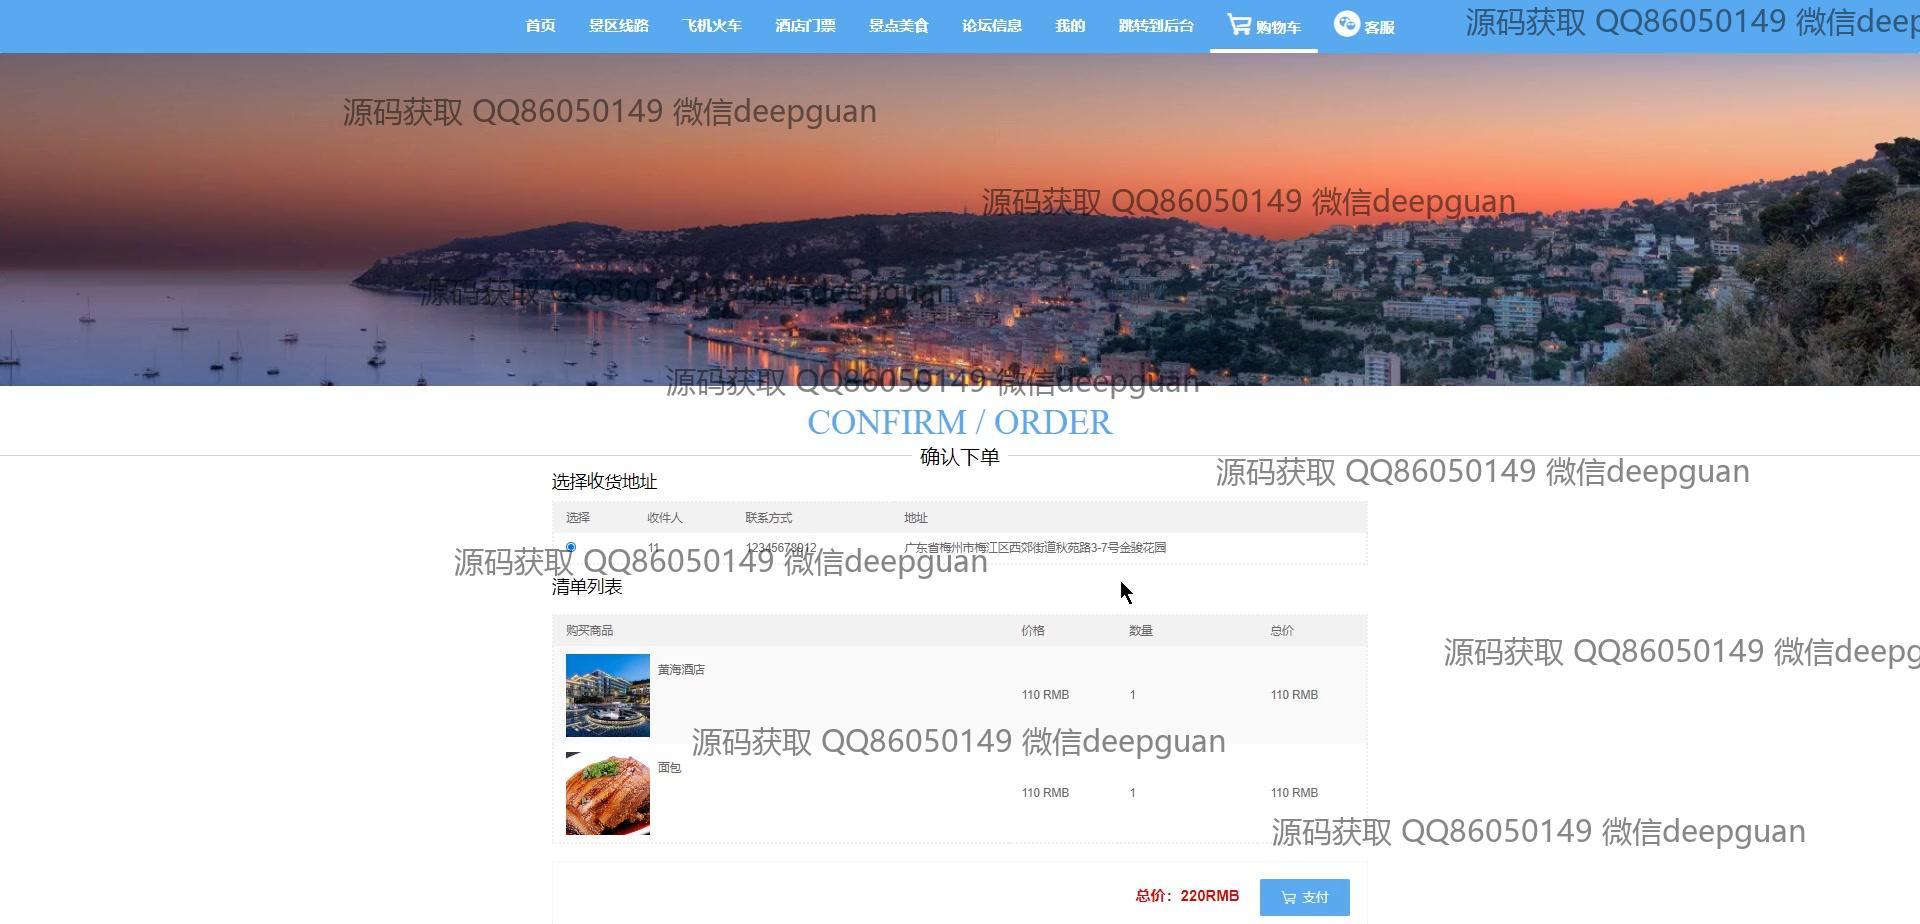 首页 景区线路 飞机火车 酒店门票 景点美食 论坛信息 我的 跳转到后台 购物车 客服
源码获取 QQ86050149 微信deepg
源码获取 QQ86050149 微信deepguan
源码获取 QQ86050149 微信deepguan
源码获取 QQ86050149 微信deepguan
源码获取 QQ86050149 微信deepguan
CONFIRM / ORDER
确认下单
源码获取 QQ86050149 微信deepguan
选择收货地址
选择 收件人 联系方式 地址
11 12345678912 广东省梅州市梅江区西郊街道秋苑路3-7号金骏花园
源码获取 QQ86050149 微信deepguan
清单列表
购买商品 价格 数量 总价
源码获取 QQ86050149 微信deepg
黄海酒店
110 RMB 1 110 RMB
源码获取 QQ86050149 微信deepguan
面包
110 RMB 1 110 RMB
源码获取 QQ86050149 微信deepguan
总价：220RMB 支付